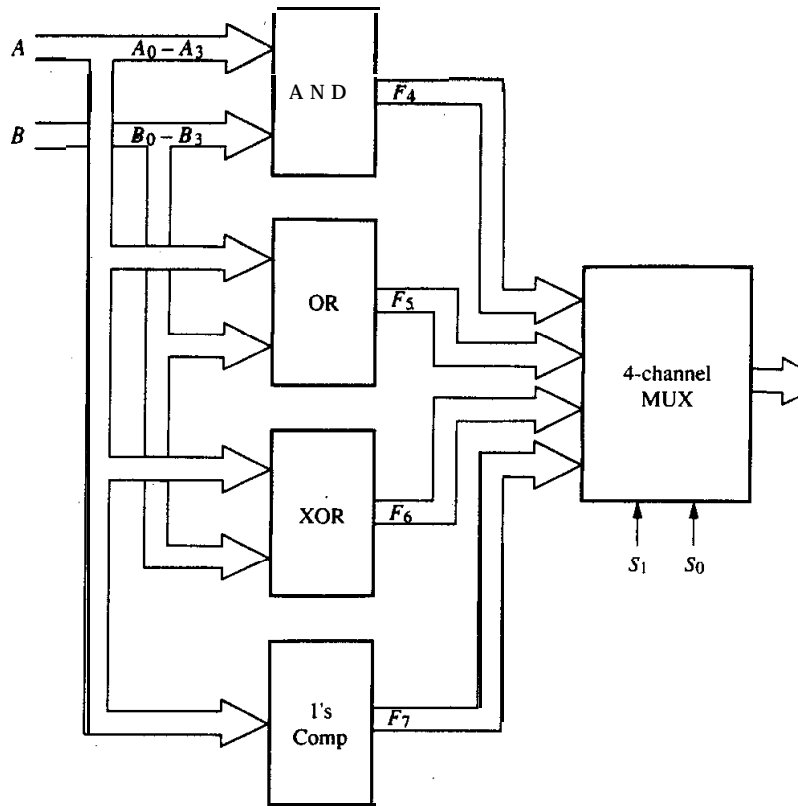 A
A0 – A3
AND
F4
B
B0 – B3
OR
F5
4-channel
MUX
XOR
F6
S1
S0
1's
Comp
F7